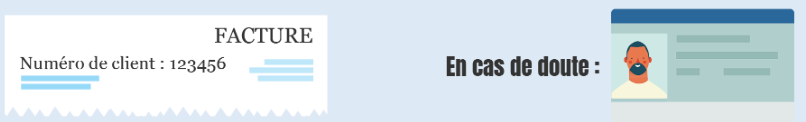 FACTURE
Numéro de client : 123456
En cas de doute :